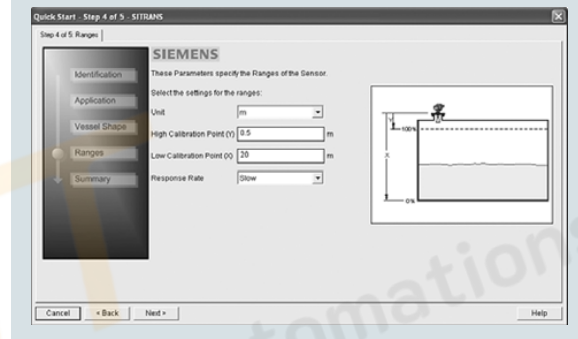 Quick Start - Step 4 of 5 - SITRANS
Step 4 of 5: Ranges
SIEMENS
These Parameters specify the Ranges of the Sensor.
Select the settings for the ranges:
Identification
Application
Vessel Shape
Ranges
Summary
Unit m
High Calibration Point (Y) 0.5 m
Low Calibration Point (X) 20 m
Response Rate Slow
Y
100%
X
0%
Cancel < Back Next > Help
tomations